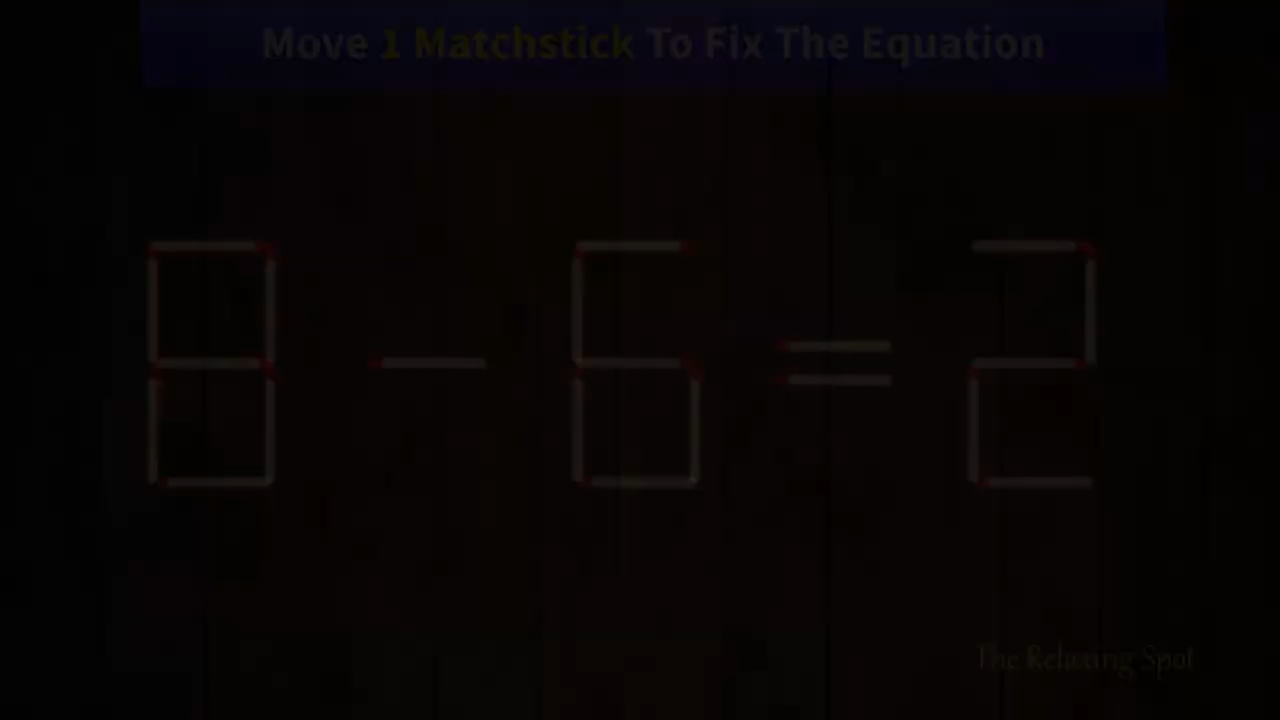 Move 1 Matchstick To Fix The Equation
8 - 6 = 2
The Relaxing Spot